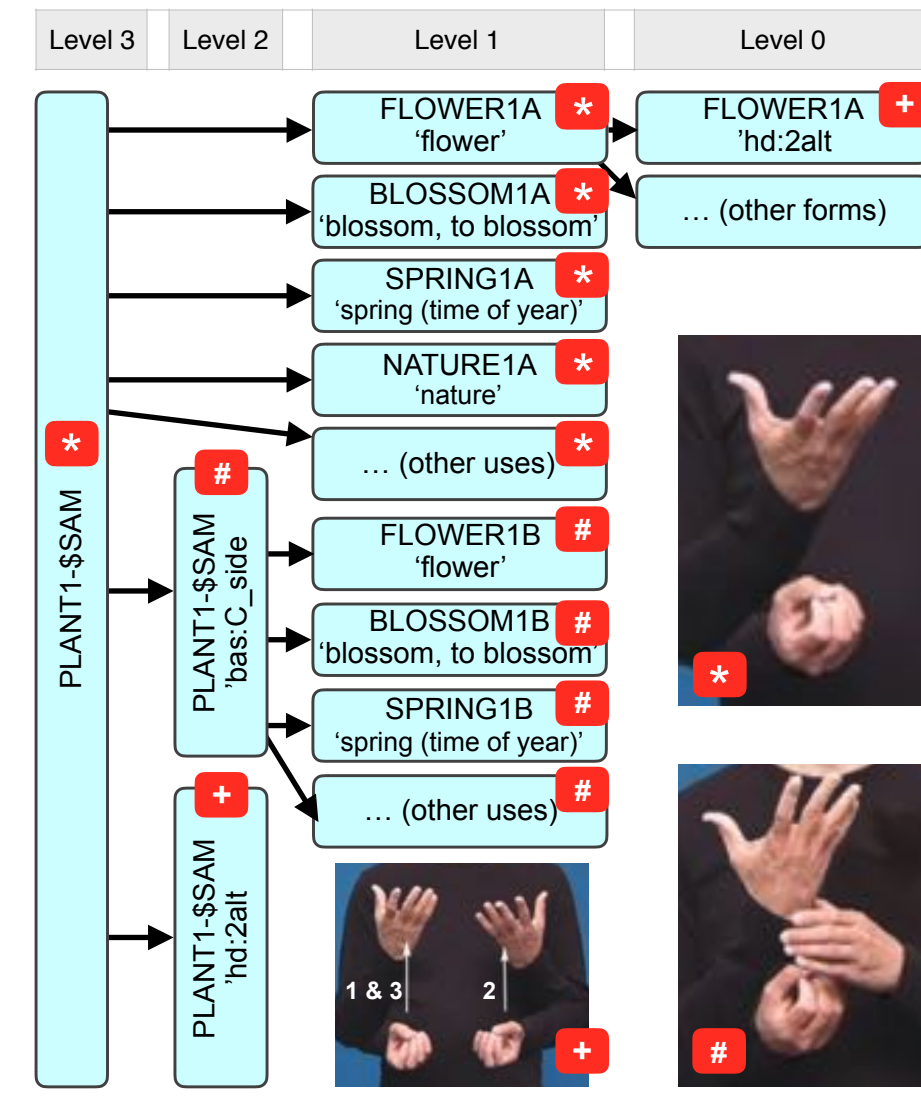 Level 3
Level 2
Level 1
Level 0
PLANT1-$SAM
*
PLANT1-$SAM
'bas:C_side
#
PLANT1-$SAM
'hd:2alt
+
FLOWER1A
‘flower’
*
BLOSSOM1A
‘blossom, to blossom’
*
SPRING1A
‘spring (time of year)’
*
NATURE1A
‘nature’
*
… (other uses)
*
FLOWER1B
‘flower’
#
BLOSSOM1B
‘blossom, to blossom’
#
SPRING1B
‘spring (time of year)’
#
… (other uses)
#
FLOWER1A
'hd:2alt
+
… (other forms)
*
1 & 3
2
+
#